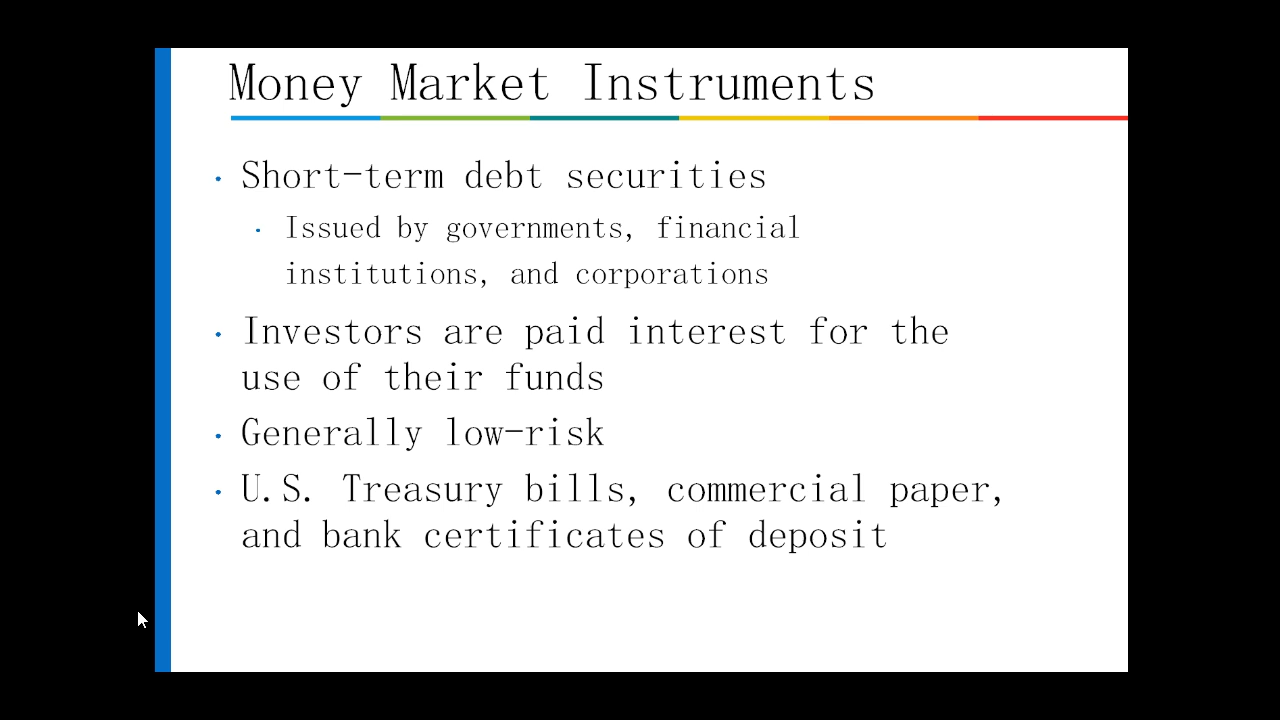 Money Market Instruments
· Short-term debt securities
· Issued by governments, financial
institutions, and corporations
· Investors are paid interest for the
use of their funds
· Generally low-risk
· U.S. Treasury bills, commercial paper,
and bank certificates of deposit